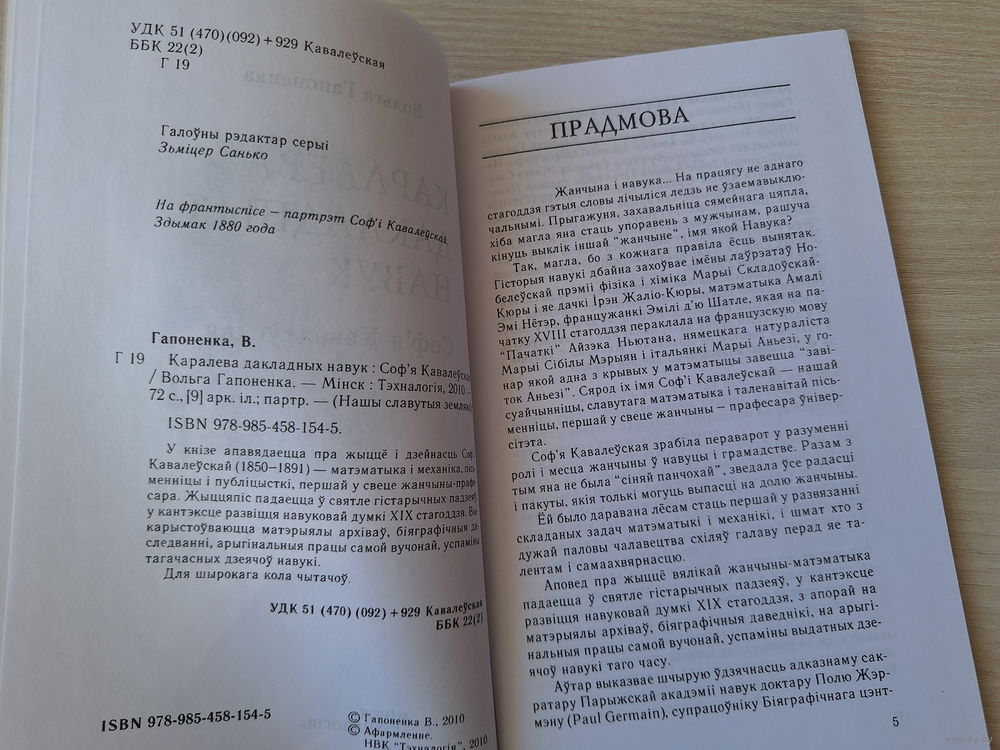 УДК 51 (470)(092)+929 Кавалеўская
ББК 22(2)
Г 19
Галоўны рэдактар серыі
Зьміцер Санько
На франтыспісе – партрэт Соф'і Кавалеўскай.
Здымак 1880 года
Гапоненка, В.
Г 19 Каралева дакладных навук : Соф'я Кавалеўская
/ Вольга Гапоненка. — Мінск : Тэхналогія, 2010. —
72 с., [9] арк. іл.; партр. — (Нашы славутыя землякі).
ISBN 978-985-458-154-5.
У кнізе апавядаецца пра жыццё і дзейнасць Соф'і
Кавалеўскай (1850—1891) — матэматыка і механіка, пісь-
менніцы і публіцысткі, першай у свеце жанчыны-прафе-
сара. Жыццяпіс падаецца ў святле гістарычных падзеяў,
у кантэксце развіцця навуковай думкі XIX стагоддзя. Вы-
карыстоўваюцца матэрыялы архіваў, біяграфічныя да-
следванні, арыгінальныя працы самой вучонай, успаміны
тагачасных дзеячоў навукі.
Для шырокага кола чытачоў.
УДК 51 (470) (092)+929 Кавалеўская
ББК 22(2)
ISBN 978-985-458-154-5
© Гапоненка В., 2010
© Афармленне.
НВК "Тэхналогія", 2010
ПРАДМОВА
Жанчына і навука... На працягу не аднаго
стагоддзя гэтыя словы лічыліся ледзь не ўзаемавыклю-
чальнымі. Прыгажуня, захавальніца сямейнага цяпла,
хіба магла яна стаць упоравень з мужчынам, рашуча
кінуць выклік іншай “жанчыне”, імя якой Навука?
Так, магла, бо з кожнага правіла ёсць вынятак.
Гісторыя навукі дбайна захоўвае імёны лаўрэатаў Но-
белеўскай прэміі фізіка і хіміка Марыі Складоўскай-
Кюры і яе дачкі Ірэн Жаліо-Кюры, матэматыка Амалі
Эмі Нётэр, французанкі Эмілі д'ю Шатле, якая на па-
чатку XVIII стагоддзя пераклала на французскую мову
“Пачаткі” Айзэка Ньютана, нямецкага натураліста
Марыі Сібілы Мэрыян і італьянкі Марыі Аньезі, у го-
нар якой адна з крывых у матэматыцы завецца “заві-
ток Аньезі”. Сярод іх імя Соф'і Кавалеўскай — нашай
суайчынніцы, славутага матэматыка і таленавітай пісь-
менніцы, першай у свеце жанчыны — прафесара ўнівер-
сітэта.
Соф'я Кавалеўская зрабіла пераварот у разуменні
ролі і месца жанчыны ў навуцы і грамадстве. Разам з
тым яна не была “сіняй панчохай”, зведала ўсе радасці
і пакуты, якія толькі могуць выпасці на долю жанчыны.
Ёй было даравана лёсам стаць першай у развязанні
складаных задач матэматыкі і механікі, і шмат хто з
дужай паловы чалавецтва схіляў галаву перад яе та-
лентам і самаахвярнасцю.
Аповед пра жыццё вялікай жанчыны-матэматыка
падаецца ў святле гістарычных падзеяў, у кантэксце
развіцця навуковай думкі XIX стагоддзя, з апорай на
матэрыялы архіваў, біяграфічныя даведнікі, на арыгі-
нальныя працы самой вучонай, успаміны выдатных дзе-
ячоў навукі таго часу.
Аўтар выказвае шчырую ўдзячнасць адказнаму сак-
ратару Парыжскай акадэміі навук доктару Полю Жэр-
мэну (Paul Germain), супрацоўніку Біяграфічнага цэнт-
5